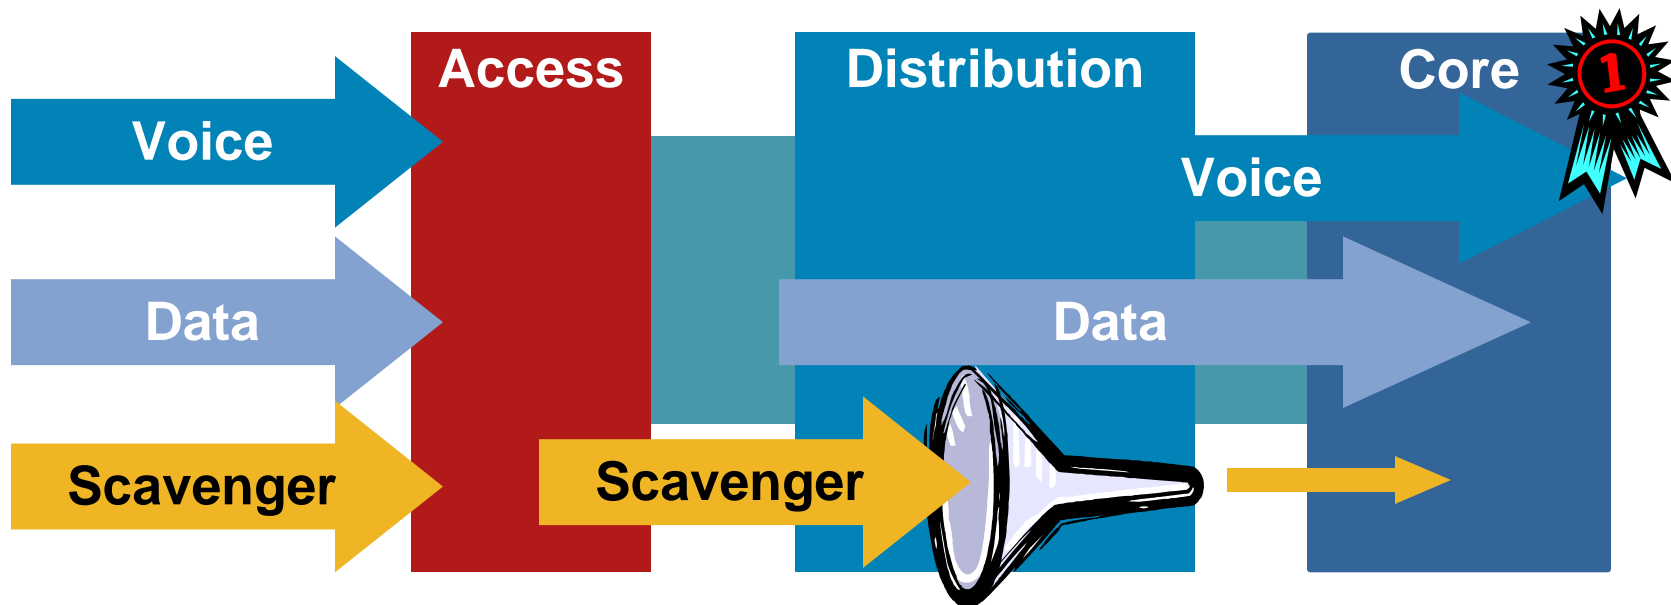 Access
Distribution
Core
1
Voice
Voice
Data
Data
Scavenger
Scavenger